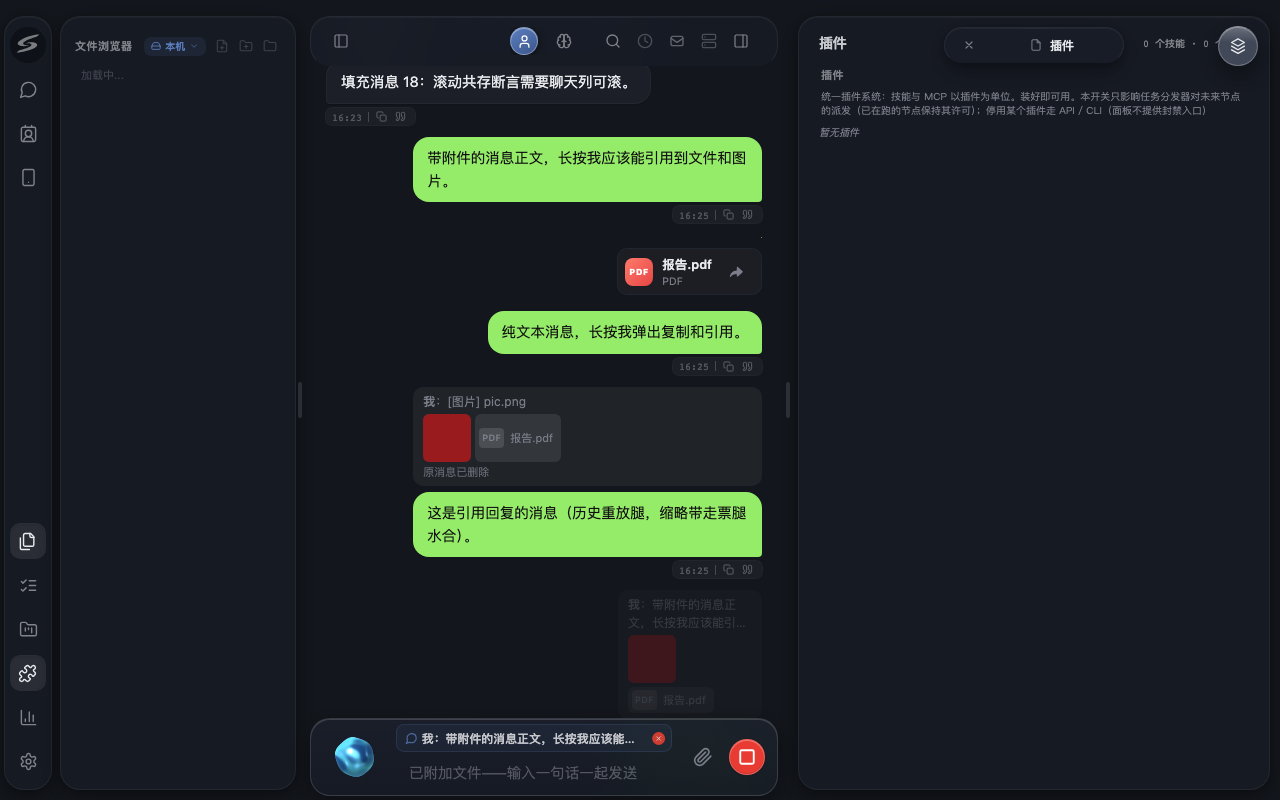 文件浏览器
本机
加载中...
填充消息 18：滚动共存断言需要聊天列可滚。
16:23
带附件的消息正文，长按我应该能引用到文件和图
片。
16:25
PDF
报告.pdf
PDF
纯文本消息，长按我弹出复制和引用。
16:25
我：[图片] pic.png
PDF
报告.pdf
原消息已删除
这是引用回复的消息（历史重放腿，缩略带走票腿
水合）。
16:25
我：带附件的消息正
文，长按我应该能引...
PDF
报告.pdf
我：带附件的消息正文，长按我应该能...
已附加文件——输入一句话一起发送
插件
插件
0 个技能 · 0
插件
统一插件系统：技能与 MCP 以插件为单位。装好即可用。本开关只影响任务分发器对未来节点
的派发（已在跑的节点保持其许可）；停用某个插件走 API / CLI（面板不提供封禁入口）
暂无插件